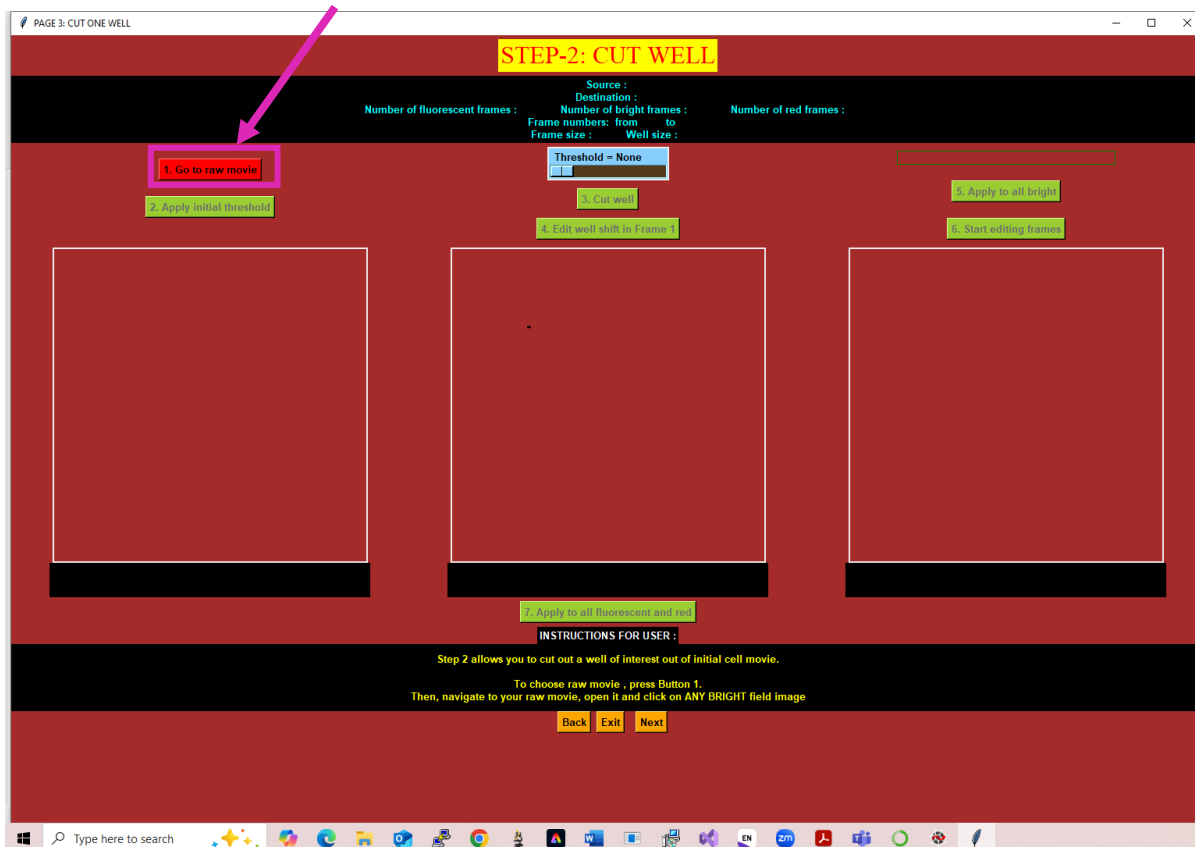 PAGE 3: CUT ONE WELL
STEP-2: CUT WELL
Source :
Destination :
Number of fluorescent frames : Number of bright frames : Number of red frames :
Frame numbers: from to
Frame size : Well size :
1. Go to raw movie
2. Apply initial threshold
Threshold = None
3. Cut well
4. Edit well shift in Frame 1
5. Apply to all bright
6. Start editing frames
7. Apply to all fluorescent and red
INSTRUCTIONS FOR USER :
Step 2 allows you to cut out a well of interest out of initial cell movie.
To choose raw movie , press Button 1.
Then, navigate to your raw movie, open it and click on ANY BRIGHT field image
Back Exit Next
Type here to search
EN
zm